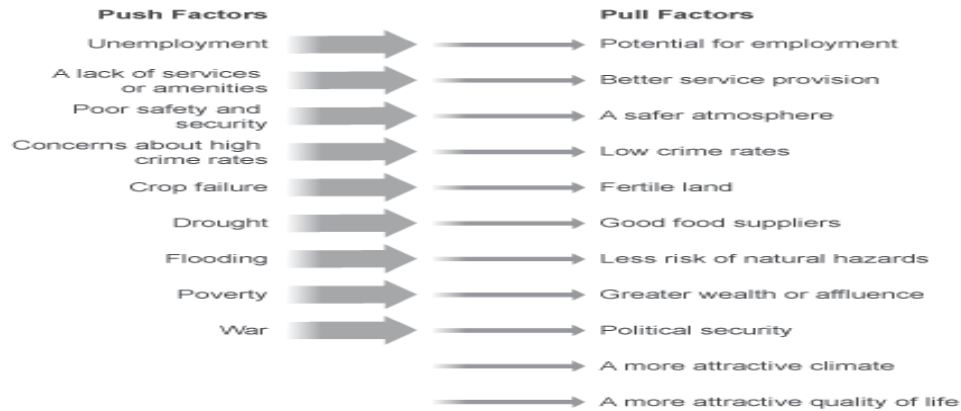 Push Factors Pull Factors
Unemployment Potential for employment
A lack of services
or amenities Better service provision
Poor safety and
security A safer atmosphere
Concerns about high
crime rates Low crime rates
Crop failure Fertile land
Drought Good food suppliers
Flooding Less risk of natural hazards
Poverty Greater wealth or affluence
War Political security
A more attractive climate
A more attractive quality of life